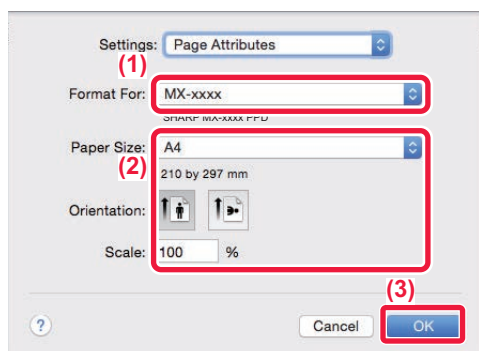 Settings: Page Attributes
(1)
Format For: MX-xxxx
SHARP MX-xxxx PPD
Paper Size: A4
(2)
210 by 297 mm
Orientation:
Scale: 100 %
(3)
? Cancel OK